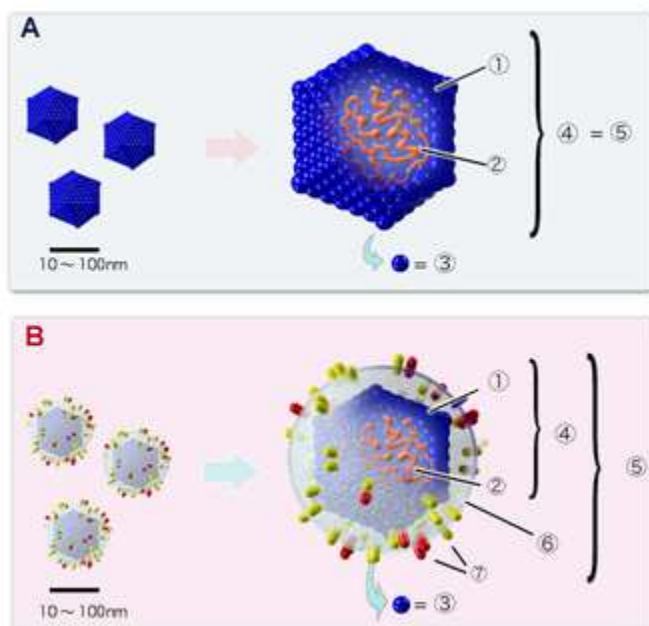 A
①
②
④ = ⑤
= ③
10～100nm
B
①
④
②
⑤
⑥
⑦
= ③
10～100nm